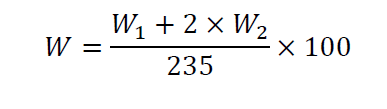 W = (W₁ + 2 × W₂) / 235 × 100